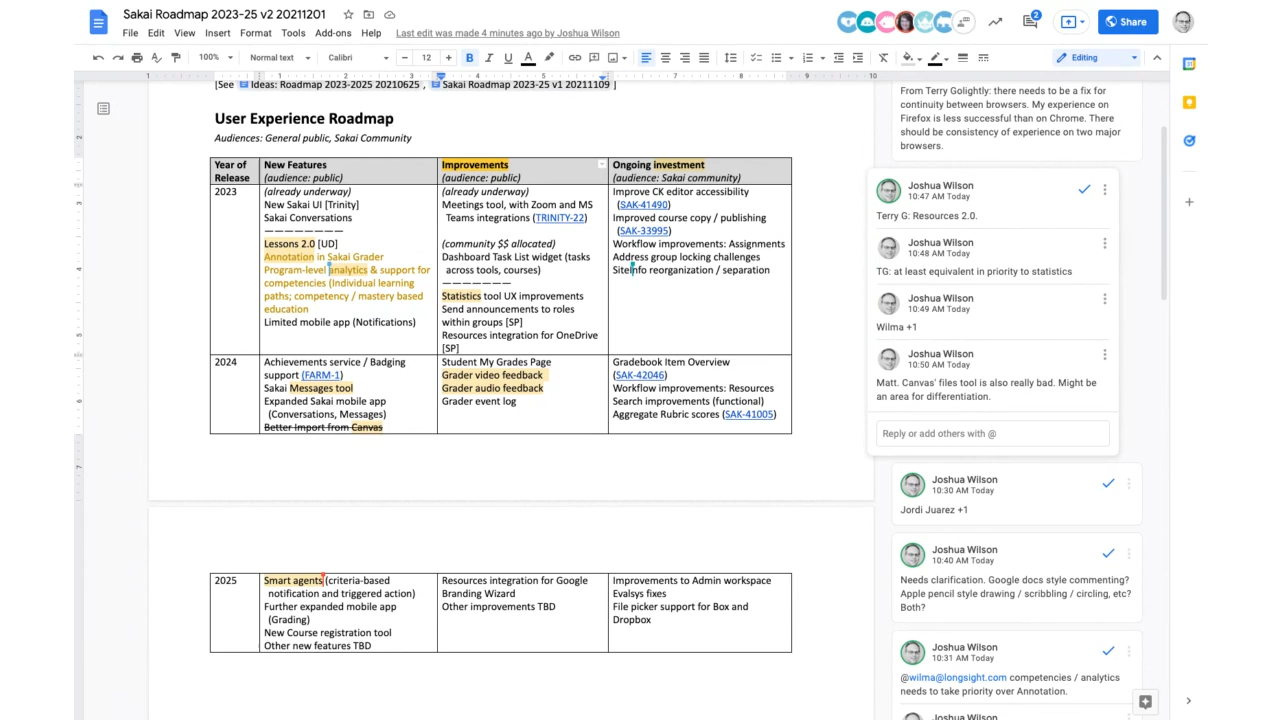 Sakai Roadmap 2023-25 v2 20211201
File Edit View Insert Format Tools Add-ons Help Last edit was made 4 minutes ago by Joshua Wilson
2
Share
100% Normal text Calibri 12 B I U A Editing
1 1 2 3 4 5 6 7 8 9 10
[See Ideas: Roadmap 2023-2025 20210625 , Sakai Roadmap 2023-25 v1 20211109 ]
User Experience Roadmap
Audiences: General public, Sakai Community
Year of Release
New Features
(audience: public)
Improvements
(audience: public)
Ongoing investment
(audience: Sakai community)
2023
(already underway)
New Sakai UI [Trinity]
Sakai Conversations
————————
Lessons 2.0 [UD]
Annotation in Sakai Grader
Program-level analytics & support for
competencies (Individual learning
paths; competency / mastery based
education
Limited mobile app (Notifications)
(already underway)
Meetings tool, with Zoom and MS
Teams integrations (TRINITY-22)
(community $$ allocated)
Dashboard Task List widget (tasks
across tools, courses)
———————
Statistics tool UX improvements
Send announcements to roles
within groups [SP]
Resources integration for OneDrive
[SP]
Improve CK editor accessibility
(SAK-41490)
Improved course copy / publishing
(SAK-33995)
Workflow improvements: Assignments
Address group locking challenges
SiteInfo reorganization / separation
2024
Achievements service / Badging
support (FARM-1)
Sakai Messages tool
Expanded Sakai mobile app
(Conversations, Messages)
Better Import from Canvas
Student My Grades Page
Grader video feedback
Grader audio feedback
Grader event log
Gradebook Item Overview
(SAK-42046)
Workflow improvements: Resources
Search improvements (functional)
Aggregate Rubric scores (SAK-41005)
2025
Smart agents (criteria-based
notification and triggered action)
Further expanded mobile app
(Grading)
New Course registration tool
Other new features TBD
Resources integration for Google
Branding Wizard
Other improvements TBD
Improvements to Admin workspace
Evalsys fixes
File picker support for Box and
Dropbox
From Terry Golightly: there needs to be a fix for
continuity between browsers. My experience on
Firefox is less successful than on Chrome. There
should be consistency of experience on two major
browsers.
Joshua Wilson
10:47 AM Today
Terry G: Resources 2.0.
Joshua Wilson
10:48 AM Today
TG: at least equivalent in priority to statistics
Joshua Wilson
10:49 AM Today
Wilma +1
Joshua Wilson
10:50 AM Today
Matt. Canvas' files tool is also really bad. Might be
an area for differentiation.
Reply or add others with @
Joshua Wilson
10:30 AM Today
Jordi Juarez +1
Joshua Wilson
10:40 AM Today
Needs clarification. Google docs style commenting?
Apple pencil style drawing / scribbling / circling, etc?
Both?
Joshua Wilson
10:31 AM Today
@wilma@longsight.com competencies / analytics
needs to take priority over Annotation.
Joshua Wilson